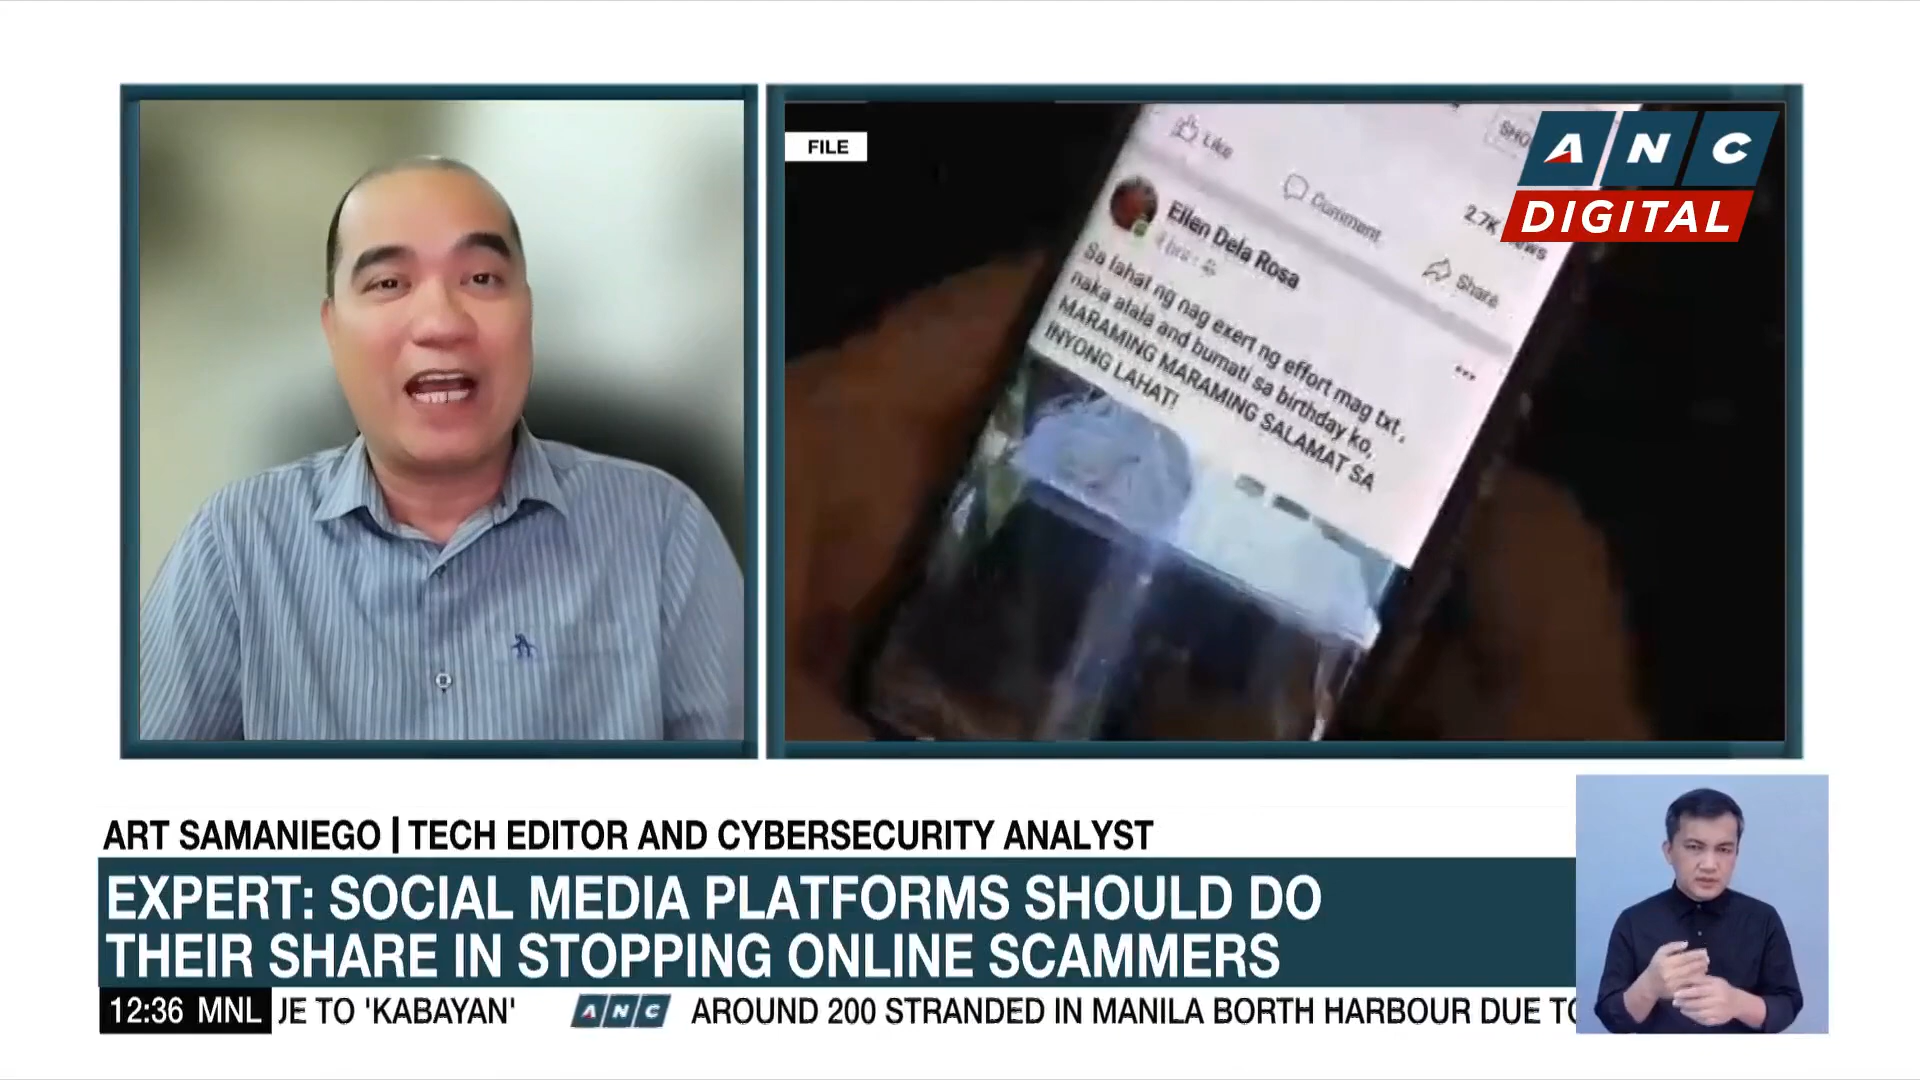 FILE
ANC
DIGITAL
Like
Comment
2.7K
Share
Ellen Dela Rosa
Sa lahat ng nag exert ng effort mag txt,
naka alala and bumati sa birthday ko,
MARAMING MARAMING SALAMAT SA
INYONG LAHAT!
ART SAMANIEGO | TECH EDITOR AND CYBERSECURITY ANALYST
EXPERT: SOCIAL MEDIA PLATFORMS SHOULD DO
THEIR SHARE IN STOPPING ONLINE SCAMMERS
12:36 MNL
JE TO 'KABAYAN' ANC AROUND 200 STRANDED IN MANILA BORTH HARBOUR DUE TO